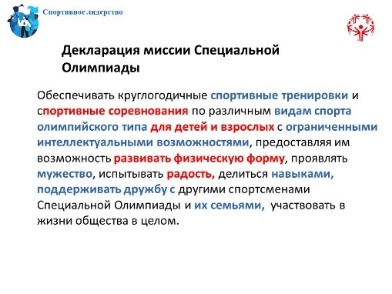 Спортивное лидерство
Декларация миссии Специальной
Олимпиады
Обеспечивать круглогодичные спортивные тренировки и
спортивные соревнования по различным видам спорта
олимпийского типа для детей и взрослых с ограниченными
интеллектуальными возможностями, предоставляя им
возможность развивать физическую форму, проявлять
мужество, испытывать радость, делиться навыками,
поддерживать дружбу с другими спортсменами
Специальной Олимпиады и их семьями, участвовать в
жизни общества в целом.